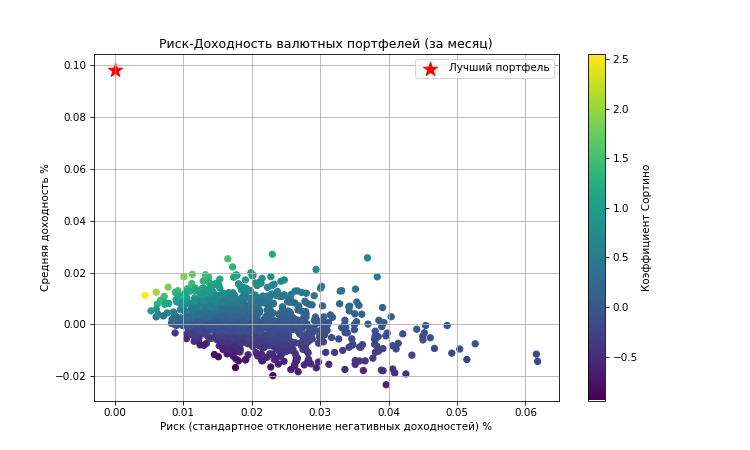 Риск-Доходность валютных портфелей (за месяц)
Лучший портфель
Средняя доходность %
0.10
0.08
0.06
0.04
0.02
0.00
−0.02
0.00 0.01 0.02 0.03 0.04 0.05 0.06
Риск (стандартное отклонение негативных доходностей) %
2.5
2.0
1.5
1.0
0.5
0.0
−0.5
Коэффициент Сортино